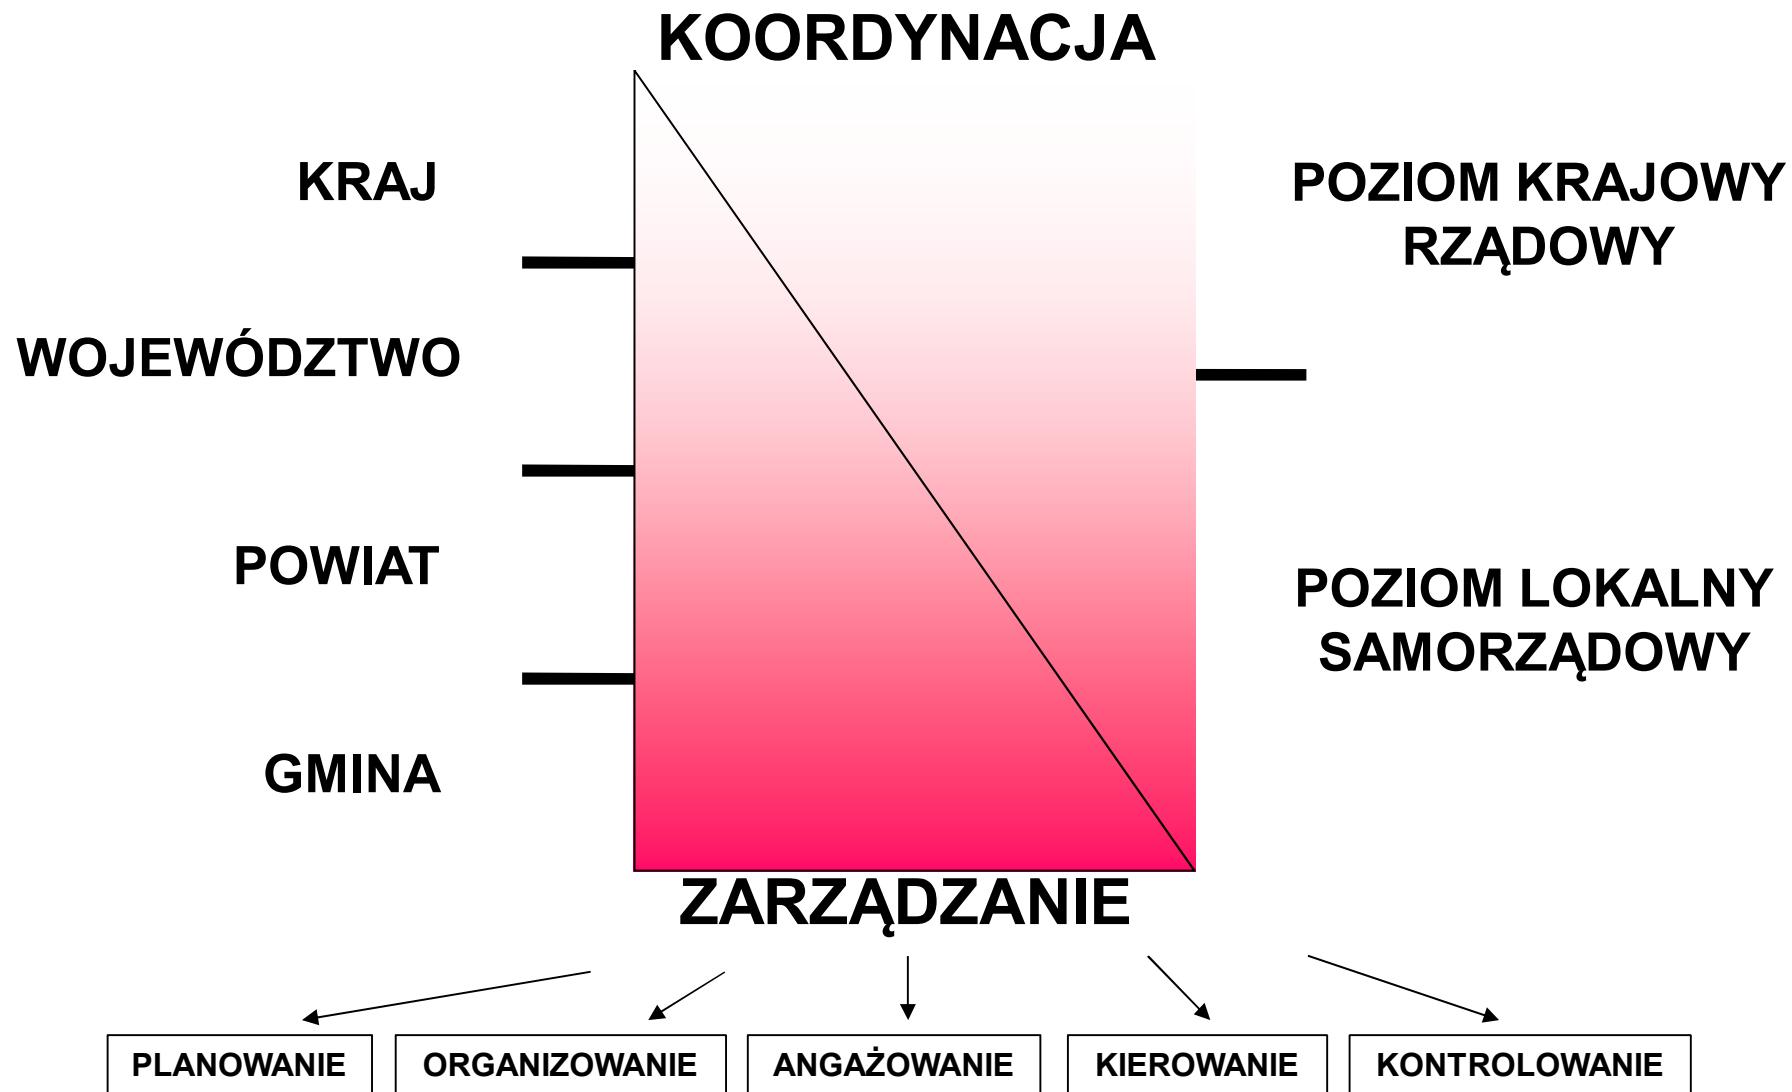 KOORDYNACJA
KRAJ
POZIOM KRAJOWY
RZĄDOWY
WOJEWÓDZTWO
POWIAT
POZIOM LOKALNY
SAMORZĄDOWY
GMINA
ZARZĄDZANIE
PLANOWANIE
ORGANIZOWANIE
ANGAŻOWANIE
KIEROWANIE
KONTROLOWANIE